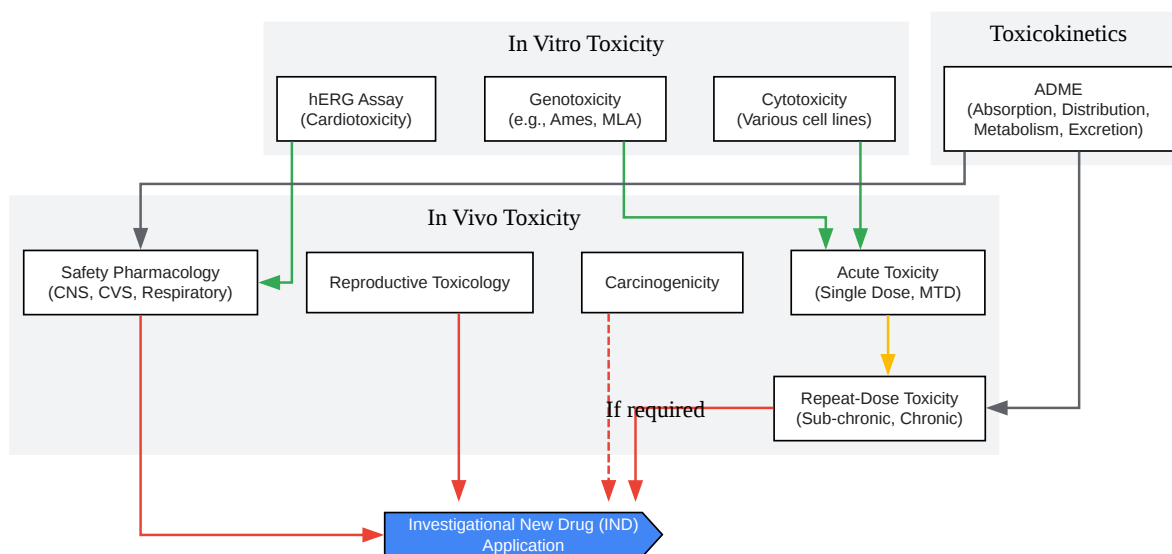 In Vitro Toxicity
Toxicokinetics
hERG Assay
(Cardiotoxicity)
Genotoxicity
(e.g., Ames, MLA)
Cytotoxicity
(Various cell lines)
ADME
(Absorption, Distribution,
Metabolism, Excretion)
In Vivo Toxicity
Safety Pharmacology
(CNS, CVS, Respiratory)
Reproductive Toxicology
Carcinogenicity
Acute Toxicity
(Single Dose, MTD)
Repeat-Dose Toxicity
(Sub-chronic, Chronic)
If required
Investigational New Drug (IND)
Application